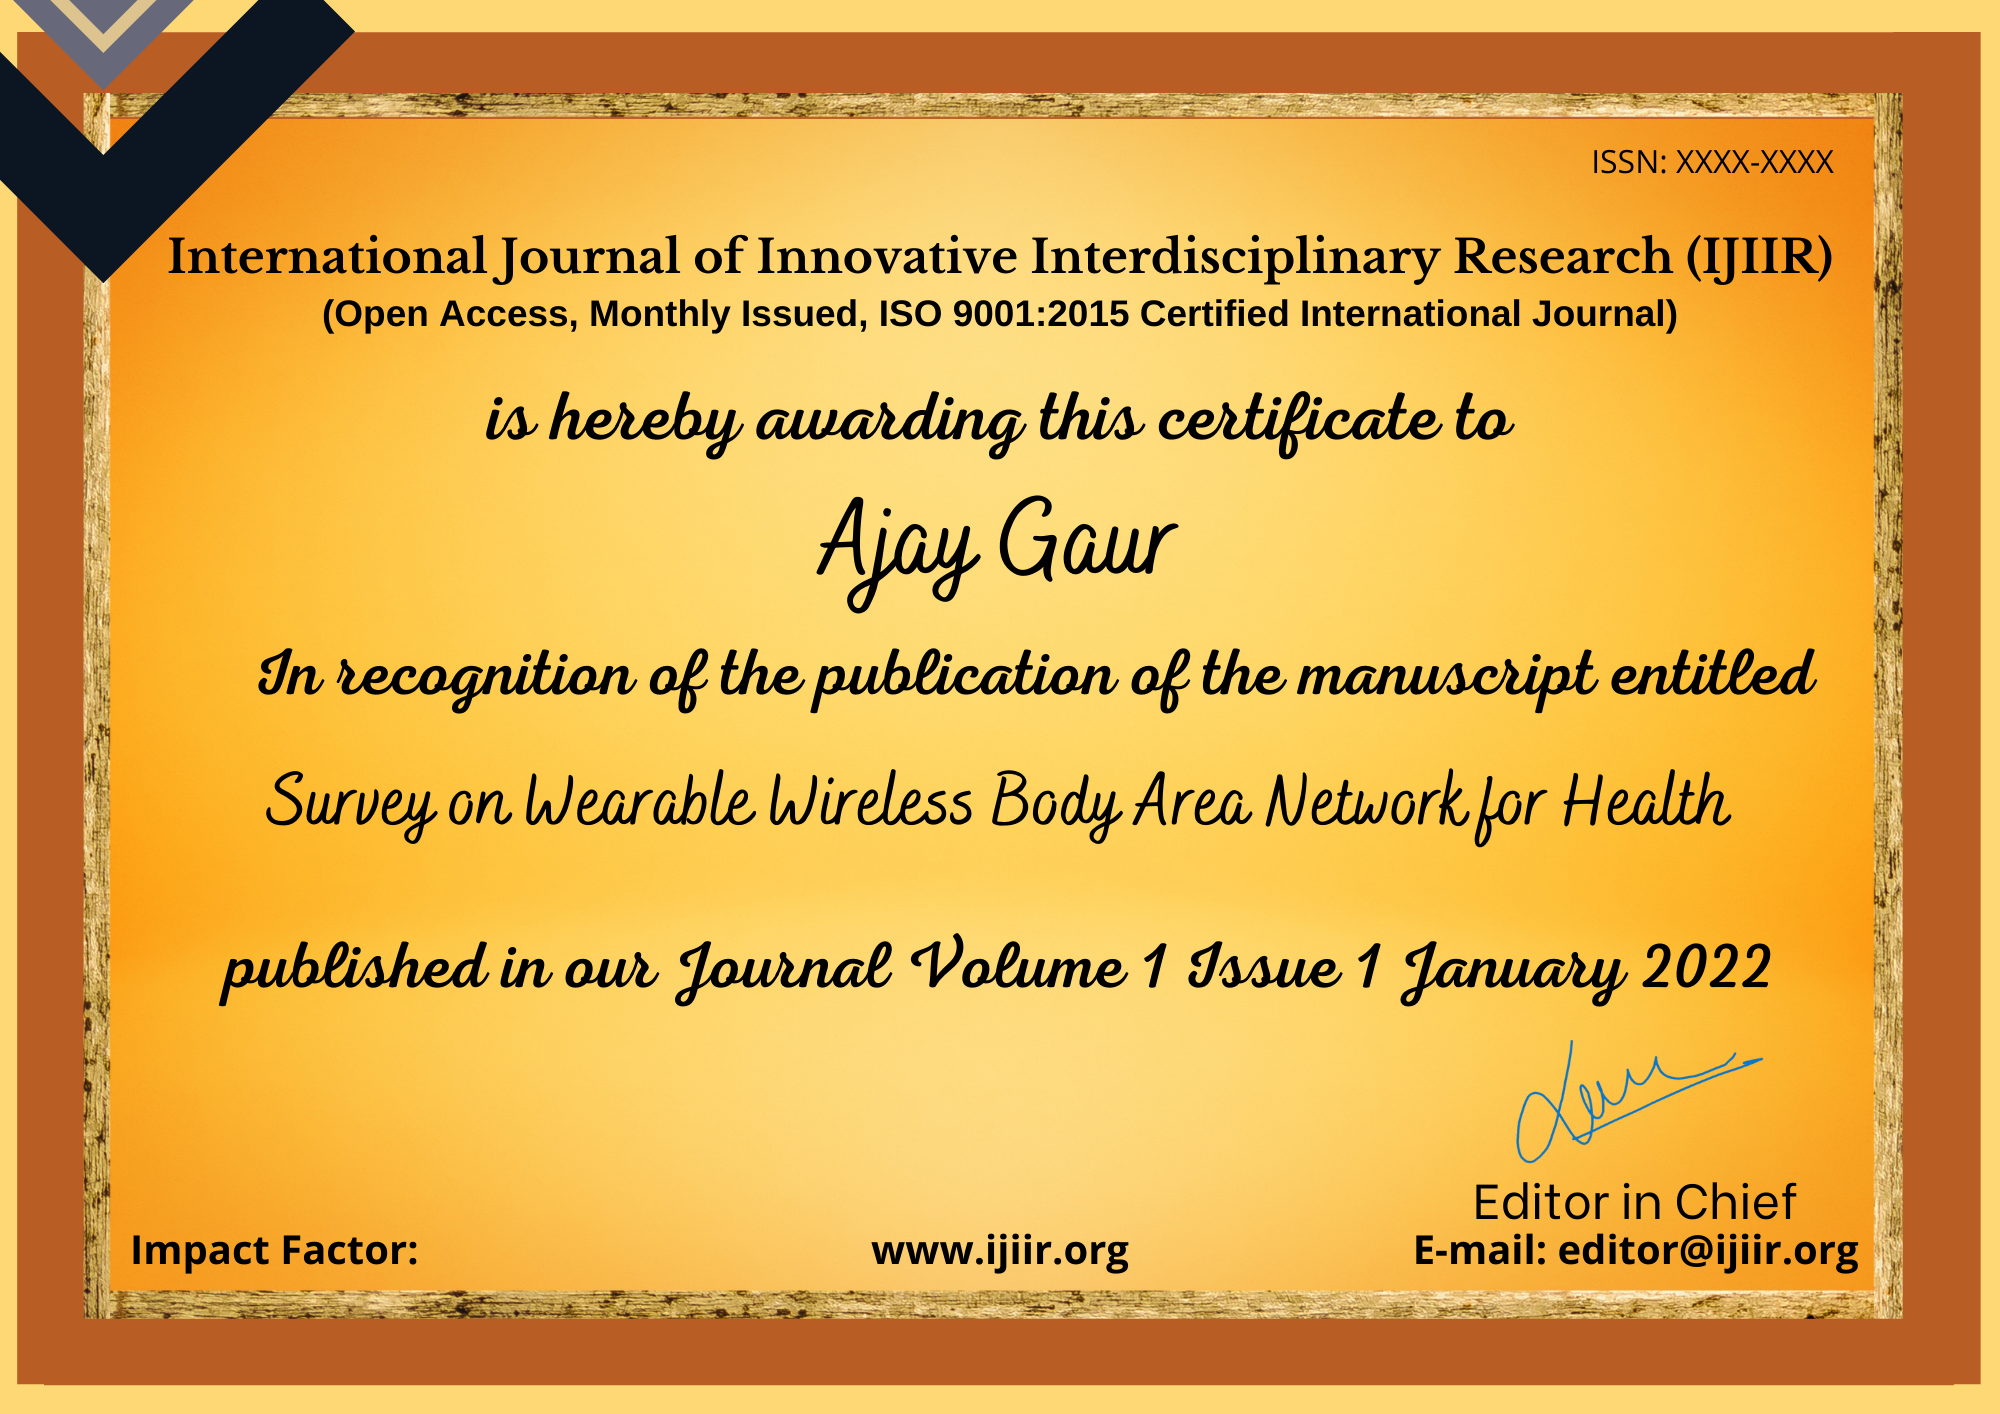 ISSN: XXXX-XXXX
International Journal of Innovative Interdisciplinary Research (IJIIR)
(Open Access, Monthly Issued, ISO 9001:2015 Certified International Journal)
is hereby awarding this certificate to
Ajay Gaur
In recognition of the publication of the manuscript entitled
Survey on Wearable Wireless Body Area Network for Health
published in our Journal Volume 1 Issue 1 January 2022
Editor in Chief
Impact Factor:
www.ijiir.org
E-mail: editor@ijiir.org